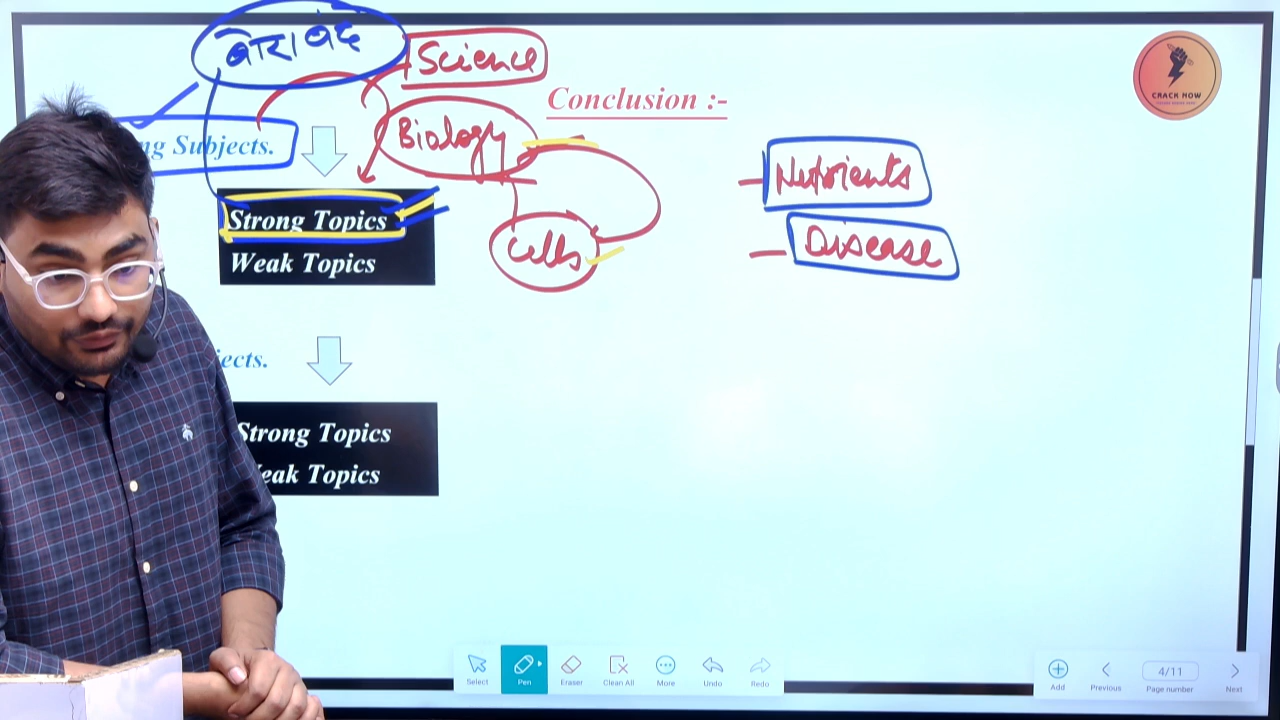 Science
Conclusion :-
CRACK NOW
Biology
ng Subjects.
Nutrients
Strong Topics
Cells
Disease
Weak Topics
jects.
Strong Topics
eak Topics
Select
Pen
Eraser
Clean All
More
Undo
Redo
Add
Previous
4/11
Page number
Next